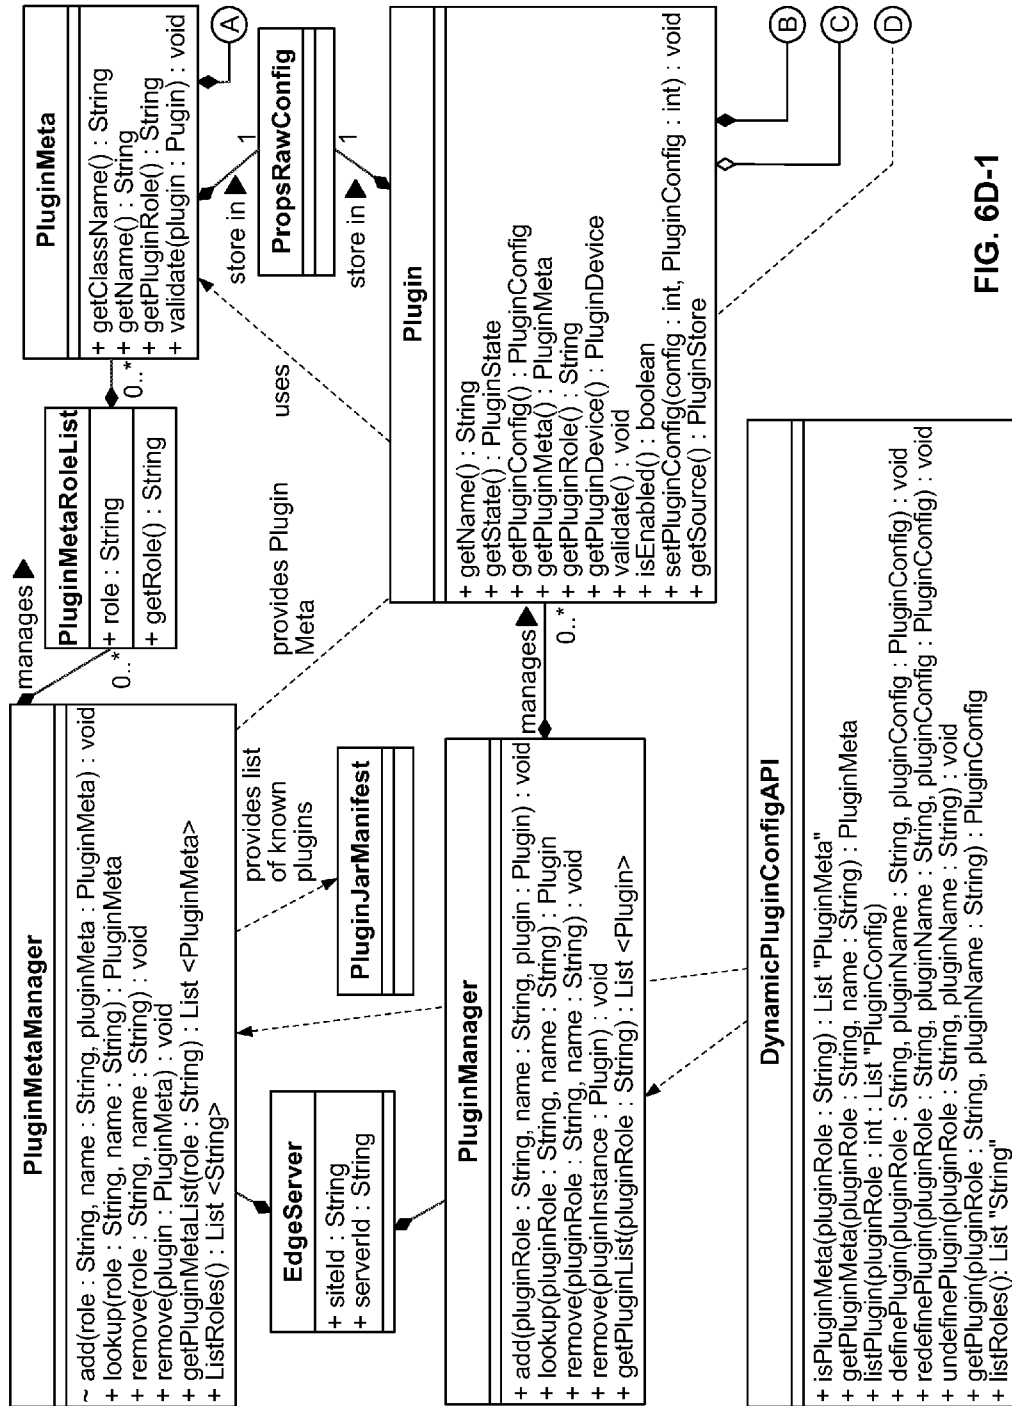 PluginMetaManager
~ add(role : String, name : String, pluginMeta : PluginMeta) : void
+ lookup(role : String, name : String) : PluginMeta
+ remove(role : String, name : String) : void
+ remove(plugin : PluginMeta) : void
+ getPluginMetaList(role : String) : List <PluginMeta>
+ ListRoles() : List <String>
manages
0..*
PluginMetaRoleList
+ role : String
+ getRole() : String
0..*
PluginMeta
+ getClassName() : String
+ getName() : String
+ getPluginRole() : String
+ validate(plugin : Pugin) : void
A
EdgeServer
+ siteId : String
+ serverId : String
provides list
of known
plugins
PluginJarManifest
provides Plugin
Meta
uses
store in
1
PropsRawConfig
store in
1
PluginManager
+ add(pluginRole : String, name : String, plugin : Plugin) : void
+ lookup(pluginRole : String, name : String) : Plugin
+ remove(pluginRole : String, name : String) : void
+ remove(pluginInstance : Plugin) : void
+ getPluginList(pluginRole : String) : List <Plugin>
manages
0..*
Plugin
+ getName() : String
+ getState() : PluginState
+ getPluginConfig() : PluginConfig
+ getPluginMeta() : PluginMeta
+ getPluginRole() : String
+ getPluginDevice() : PluginDevice
+ validate() : void
+ isEnabled() : boolean
+ setPluginConfig(config : int, PluginConfig : int) : void
+ getSource() : PluginStore
B
C
D
DynamicPluginConfigAPI
+ isPluginMeta(pluginRole : String) : List "PluginMeta"
+ getPluginMeta(pluginRole : String, name : String) : PluginMeta
+ listPlugin(pluginRole : int : List "PluginConfig)
+ definePlugin(pluginRole : String, pluginName : String, pluginConfig : PluginConfig) : void
+ redefinePlugin(pluginRole : String, pluginName : String, pluginConfig : PluginConfig) : void
+ undefinePlugin(pluginRole : String, pluginName : String) : void
+ getPlugin(pluginRole : String, pluginName : String) : PluginConfig
+ listRoles(): List "String"
FIG. 6D-1